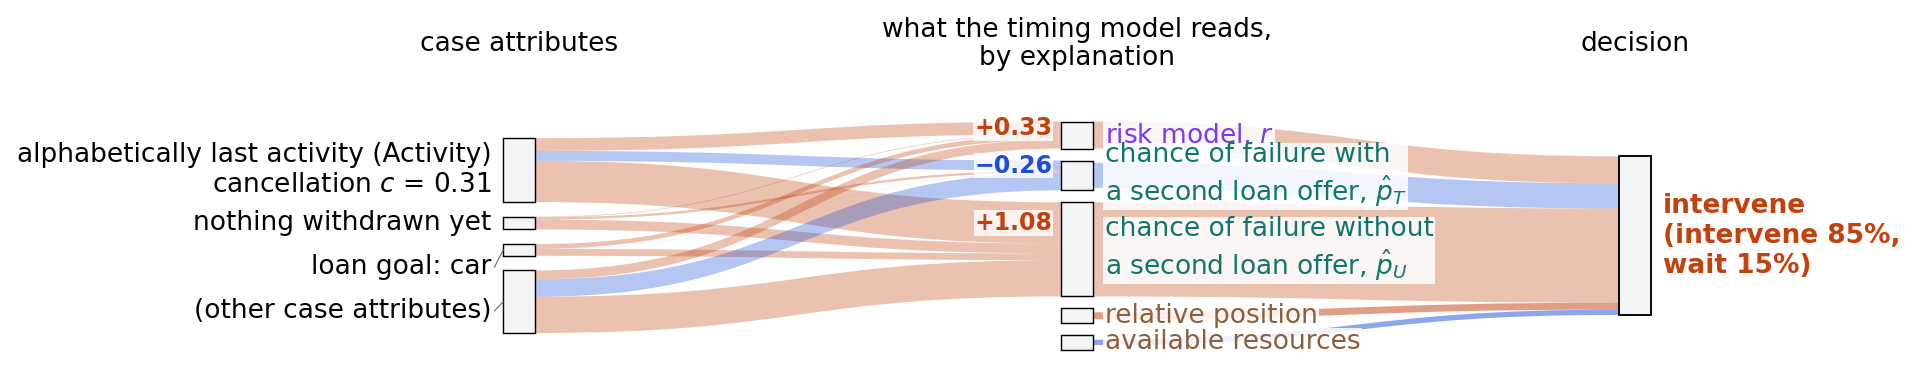 case attributes
what the timing model reads,
by explanation
decision
alphabetically last activity (Activity)
cancellation c = 0.31
nothing withdrawn yet
loan goal: car
(other case attributes)
+0.33
−0.26
+1.08
risk model, r
chance of failure with
a second loan offer, p̂_T
chance of failure without
a second loan offer, p̂_U
relative position
available resources
intervene
(intervene 85%,
wait 15%)